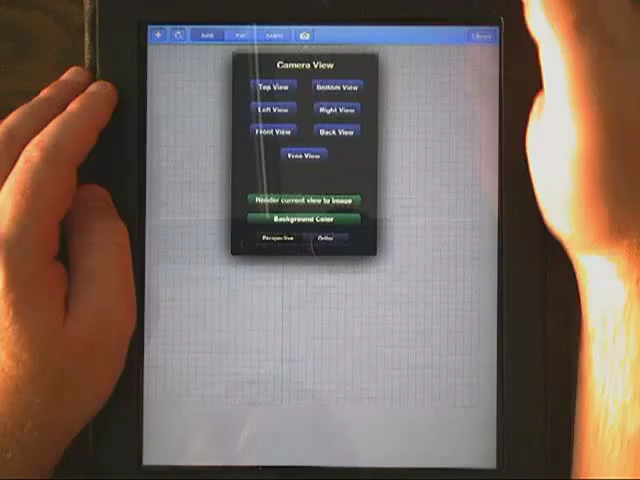 Camera View
Top View Bottom View
Left View Right View
Front View Back View
Free View
Render current view to image
Background Color
Perspective Ortho